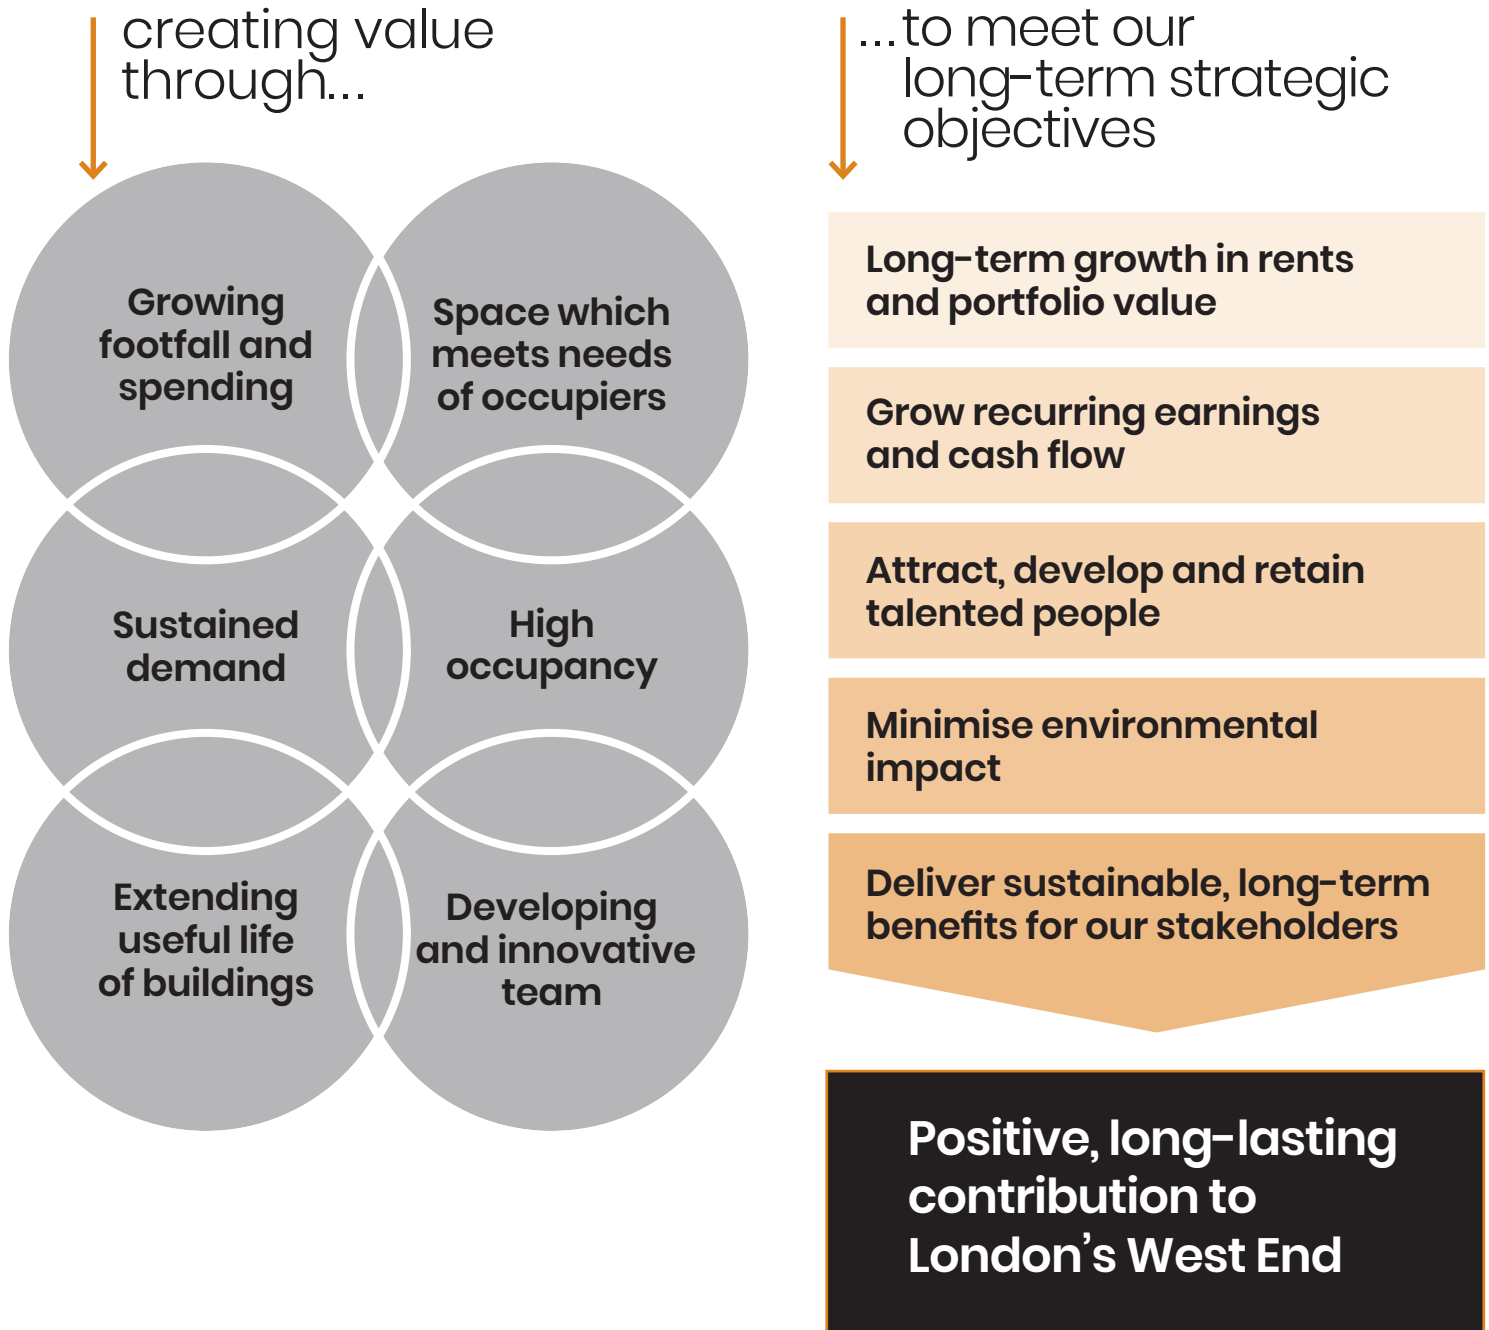 creating value
through...
Growing
footfall and
spending
Space which
meets needs
of occupiers
Sustained
demand
High
occupancy
Extending
useful life
of buildings
Developing
and innovative
team
...to meet our
long-term strategic
objectives
Long-term growth in rents
and portfolio value
Grow recurring earnings
and cash flow
Attract, develop and retain
talented people
Minimise environmental
impact
Deliver sustainable, long-term
benefits for our stakeholders
Positive, long-lasting
contribution to
London’s West End